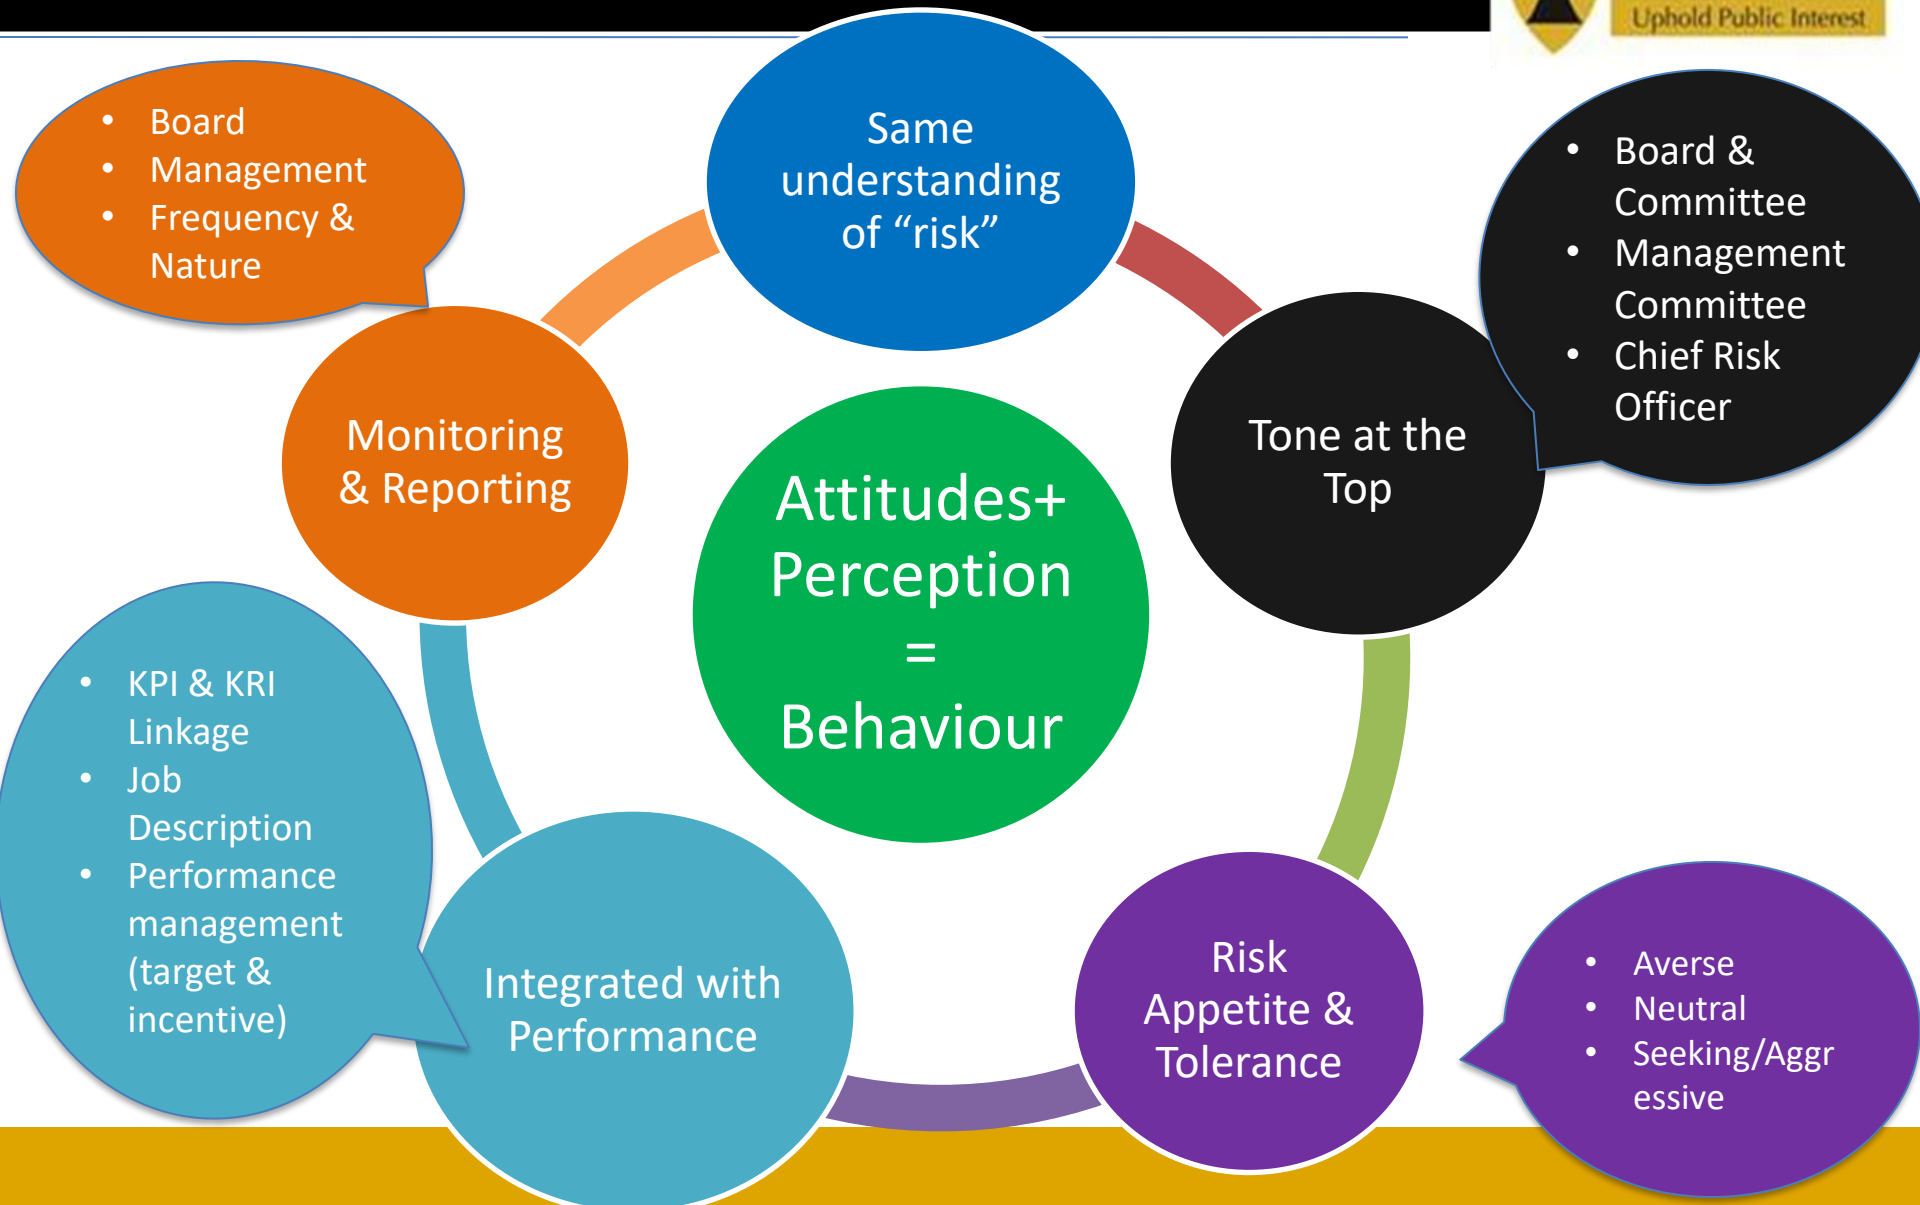 Uphold Public Interest
Same
understanding
of “risk”
• Board
• Management
• Frequency &
Nature
• Board &
Committee
• Management
Committee
• Chief Risk
Officer
Monitoring
& Reporting
Tone at the
Top
Attitudes+
Perception
=
Behaviour
• KPI & KRI
Linkage
• Job
Description
• Performance
management
(target &
incentive)
Integrated with
Performance
Risk
Appetite &
Tolerance
• Averse
• Neutral
• Seeking/Aggr
essive